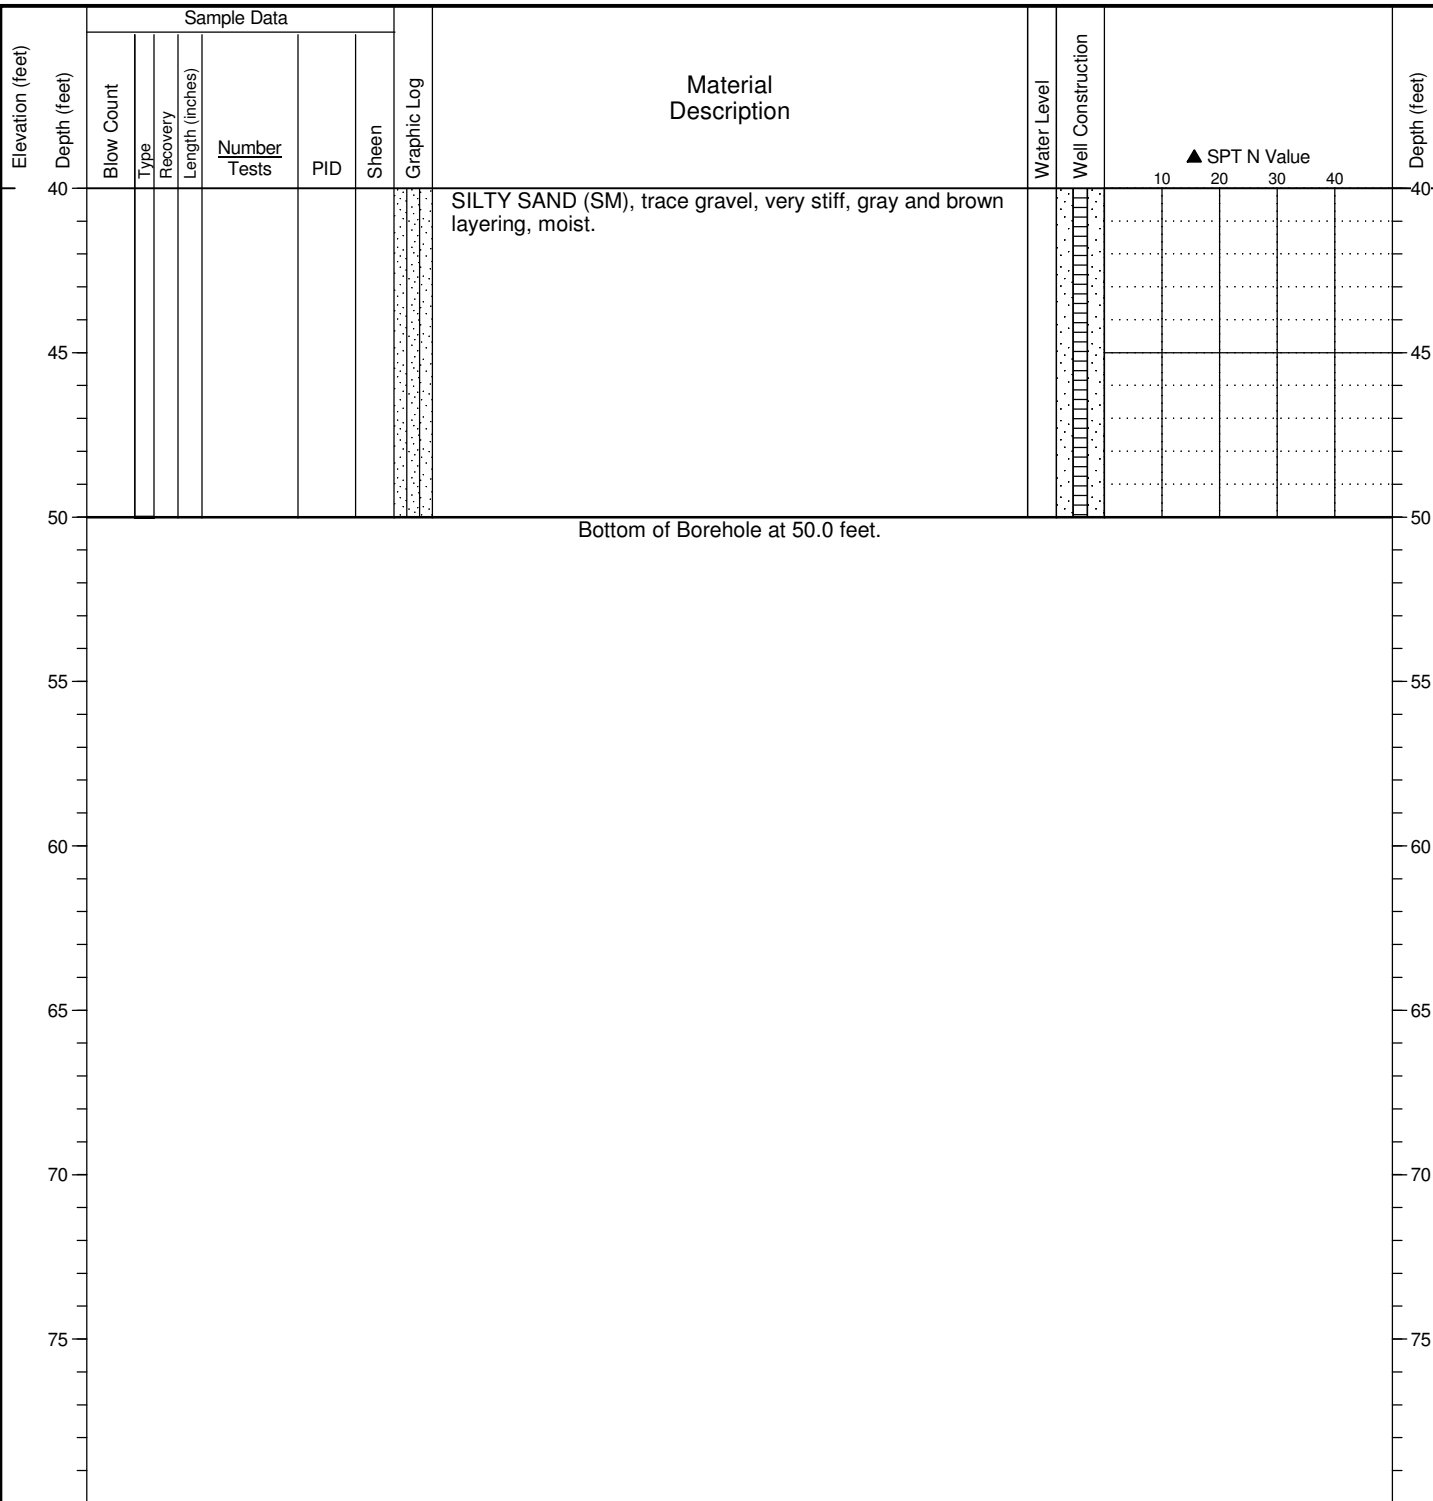 Sample Data
Elevation (feet)
Depth (feet)
Blow Count
Type
Recovery
Length (inches)
Number
Tests
PID
Sheen
Graphic Log
Material
Description
Water Level
Well Construction
▲ SPT N Value
10 20 30 40
Depth (feet)
40 40
SILTY SAND (SM), trace gravel, very stiff, gray and brown
layering, moist.
45 45
50 50
Bottom of Borehole at 50.0 feet.
55 55
60 60
65 65
70 70
75 75